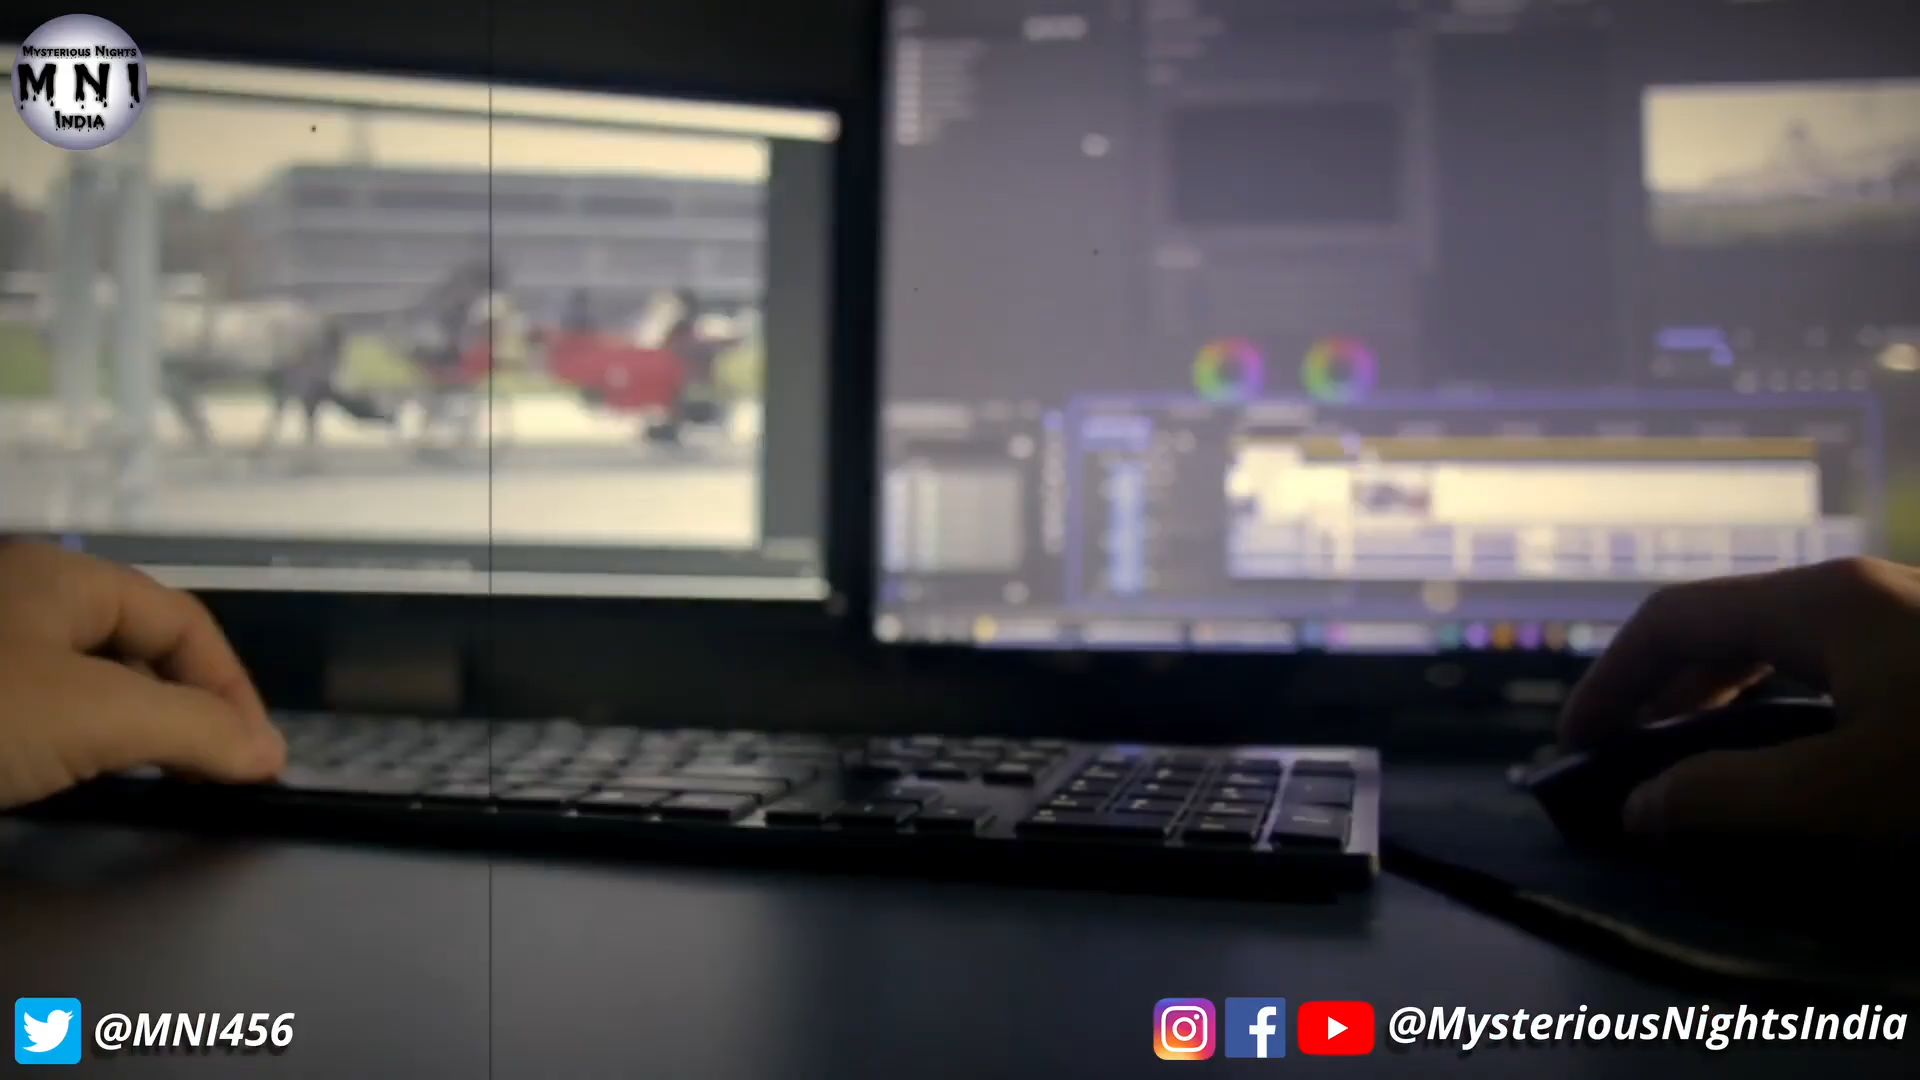 Mysterious Nights
MNI
India
@MNI456
@MysteriousNightsIndia